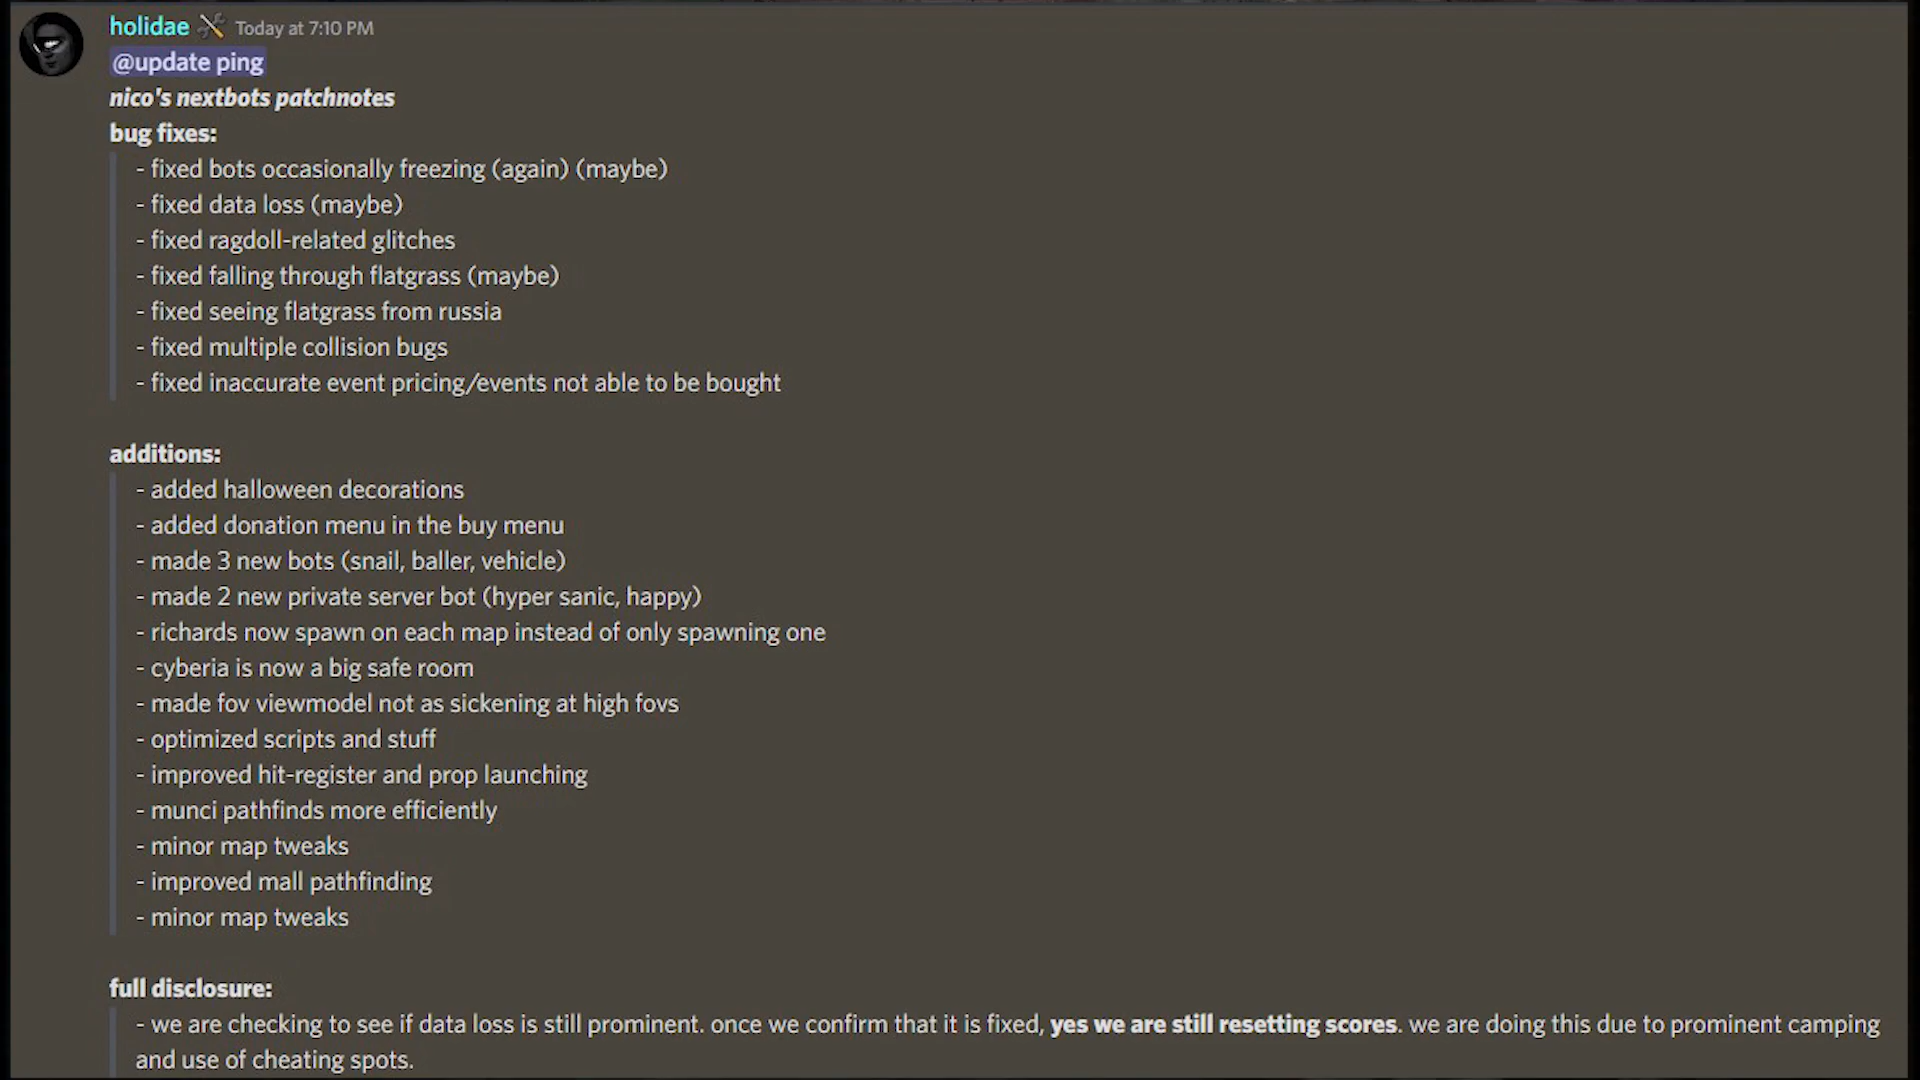 holidae Today at 7:10 PM
@update ping
nico's nextbots patchnotes
bug fixes:
- fixed bots occasionally freezing (again) (maybe)
- fixed data loss (maybe)
- fixed ragdoll-related glitches
- fixed falling through flatgrass (maybe)
- fixed seeing flatgrass from russia
- fixed multiple collision bugs
- fixed inaccurate event pricing/events not able to be bought
additions:
- added halloween decorations
- added donation menu in the buy menu
- made 3 new bots (snail, baller, vehicle)
- made 2 new private server bot (hyper sanic, happy)
- richards now spawn on each map instead of only spawning one
- cyberia is now a big safe room
- made fov viewmodel not as sickening at high fovs
- optimized scripts and stuff
- improved hit-register and prop launching
- munci pathfinds more efficiently
- minor map tweaks
- improved mall pathfinding
- minor map tweaks
full disclosure:
- we are checking to see if data loss is still prominent. once we confirm that it is fixed, yes we are still resetting scores. we are doing this due to prominent camping
and use of cheating spots.